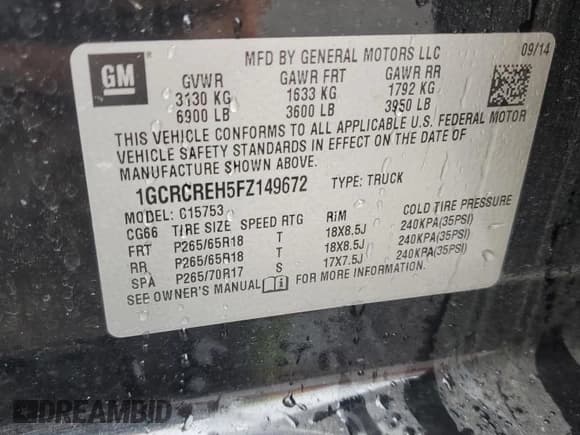 GM
MFD BY GENERAL MOTORS LLC 09/14
GVWR GAWR FRT GAWR RR
3130 KG 1633 KG 1792 KG
6900 LB 3600 LB 3950 LB
THIS VEHICLE CONFORMS TO ALL APPLICABLE U.S. FEDERAL MOTOR
VEHICLE SAFETY STANDARDS IN EFFECT ON THE DATE OF
MANUFACTURE SHOWN ABOVE.
1GCRCREH5FZ149672 TYPE: TRUCK
MODEL: C15753
CG66 TIRE SIZE SPEED RTG RIM COLD TIRE PRESSURE
FRT P265/65R18 T 18X8.5J 240KPA(35PSI)
RR P265/65R18 T 18X8.5J 240KPA(35PSI)
SPA P265/70R17 S 17X7.5J 240KPA(35PSI)
SEE OWNER'S MANUAL FOR MORE INFORMATION.
DREAMBID